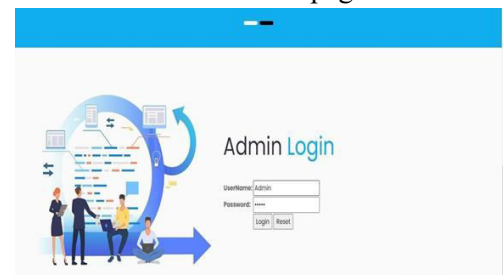 Admin Login
UserName: Admin
Password: •••••
Login Reset